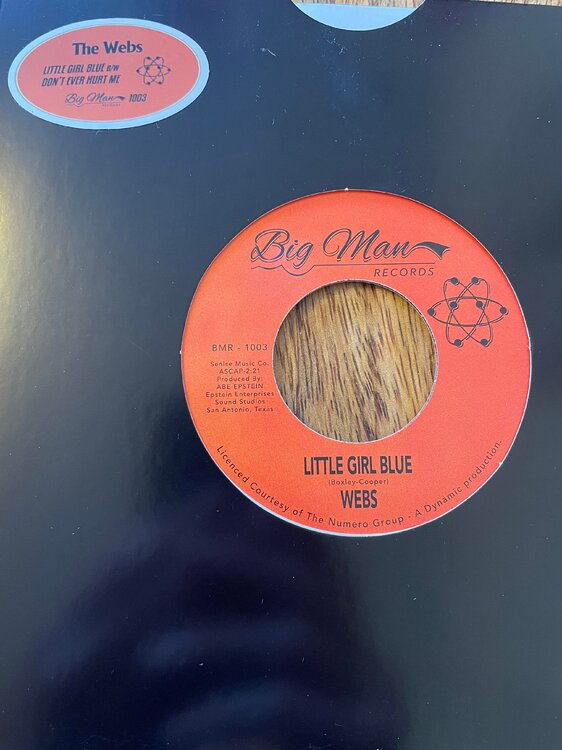 The Webs
LITTLE GIRL BLUE B/W
DON'T EVER HURT ME
Big Man 1003
RECORDS
Big Man
RECORDS
BMR - 1003
Senlee Music Co.
ASCAP-2:21
Produced By:
ABE EPSTEIN
Epstein Enterprises
Sound Studios
San Antonio, Texas
LITTLE GIRL BLUE
(Boxley-Cooper)
WEBS
Licenced Courtesy of The Numero Group - A Dynamic production.